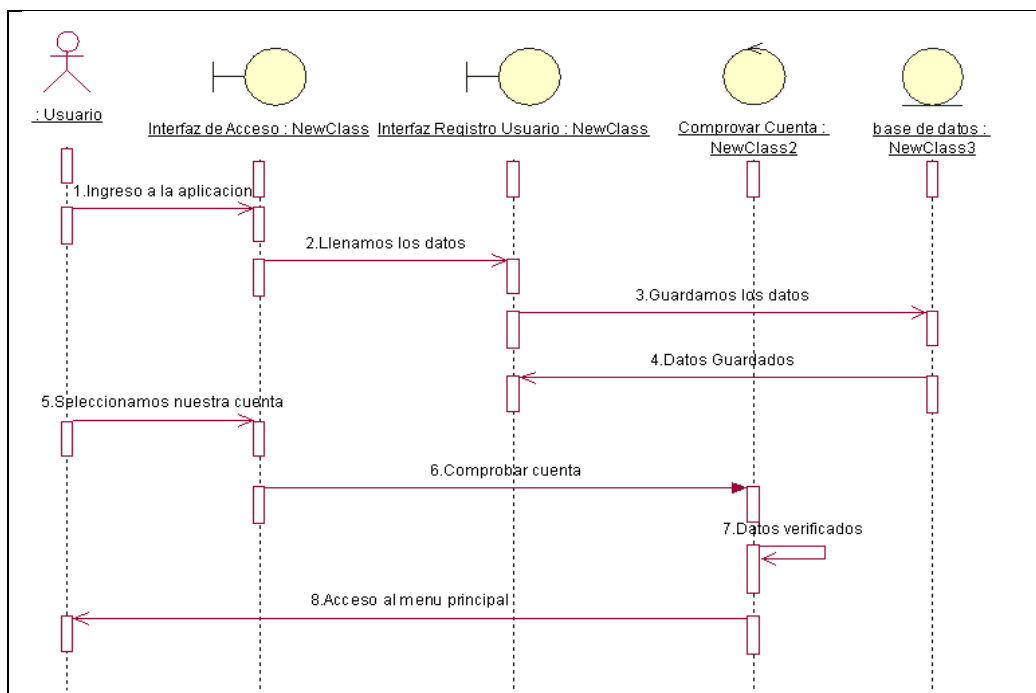 : Usuario
Interfaz de Acceso : NewClass
Interfaz Registro Usuario : NewClass
Comprovar Cuenta :
NewClass2
base de datos :
NewClass3
1.Ingreso a la aplicacion
2.Llenamos los datos
3.Guardamos los datos
4.Datos Guardados
5.Seleccionamos nuestra cuenta
6.Comprobar cuenta
7.Datos verificados
8.Acceso al menu principal